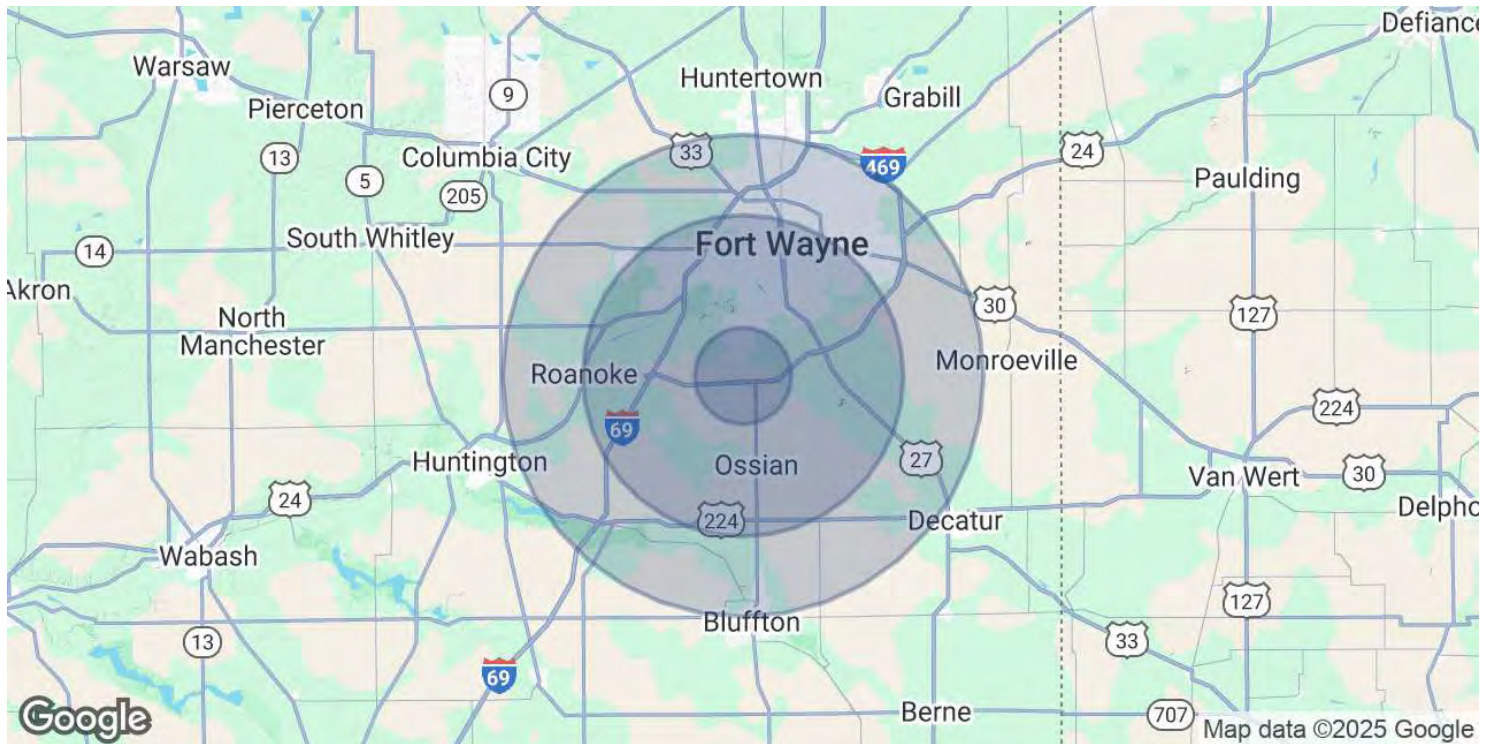 Defiance
Warsaw
Huntertown
Grabill
Pierceton
9
13
Columbia City
33
469
24
5
205
Paulding
South Whitley
14
Fort Wayne
Akron
North
Manchester
30
127
Roanoke
Monroeville
69
224
Huntington
Ossian
27
Van Wert
30
24
224
Decatur
Delpho
Wabash
127
Bluffton
13
33
69
Berne
707
Google
Map data ©2025 Google